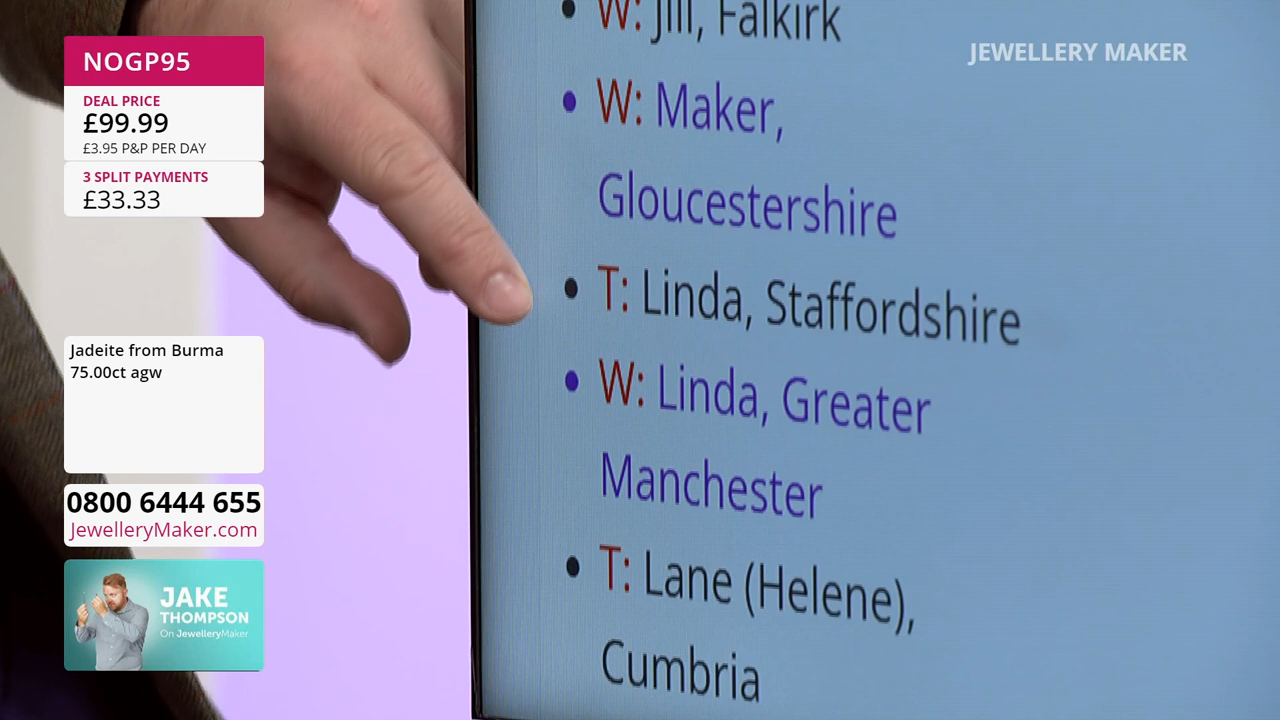 NOGP95
DEAL PRICE
£99.99
£3.95 P&P PER DAY
3 SPLIT PAYMENTS
£33.33
Jadeite from Burma
75.00ct agw
0800 6444 655
JewelleryMaker.com
JAKE
THOMPSON
On JewelleryMaker
JEWELLERY MAKER
• W: Jill, Falkirk
• W: Maker,
Gloucestershire
• T: Linda, Staffordshire
• W: Linda, Greater
Manchester
• T: Lane (Helene),
Cumbria